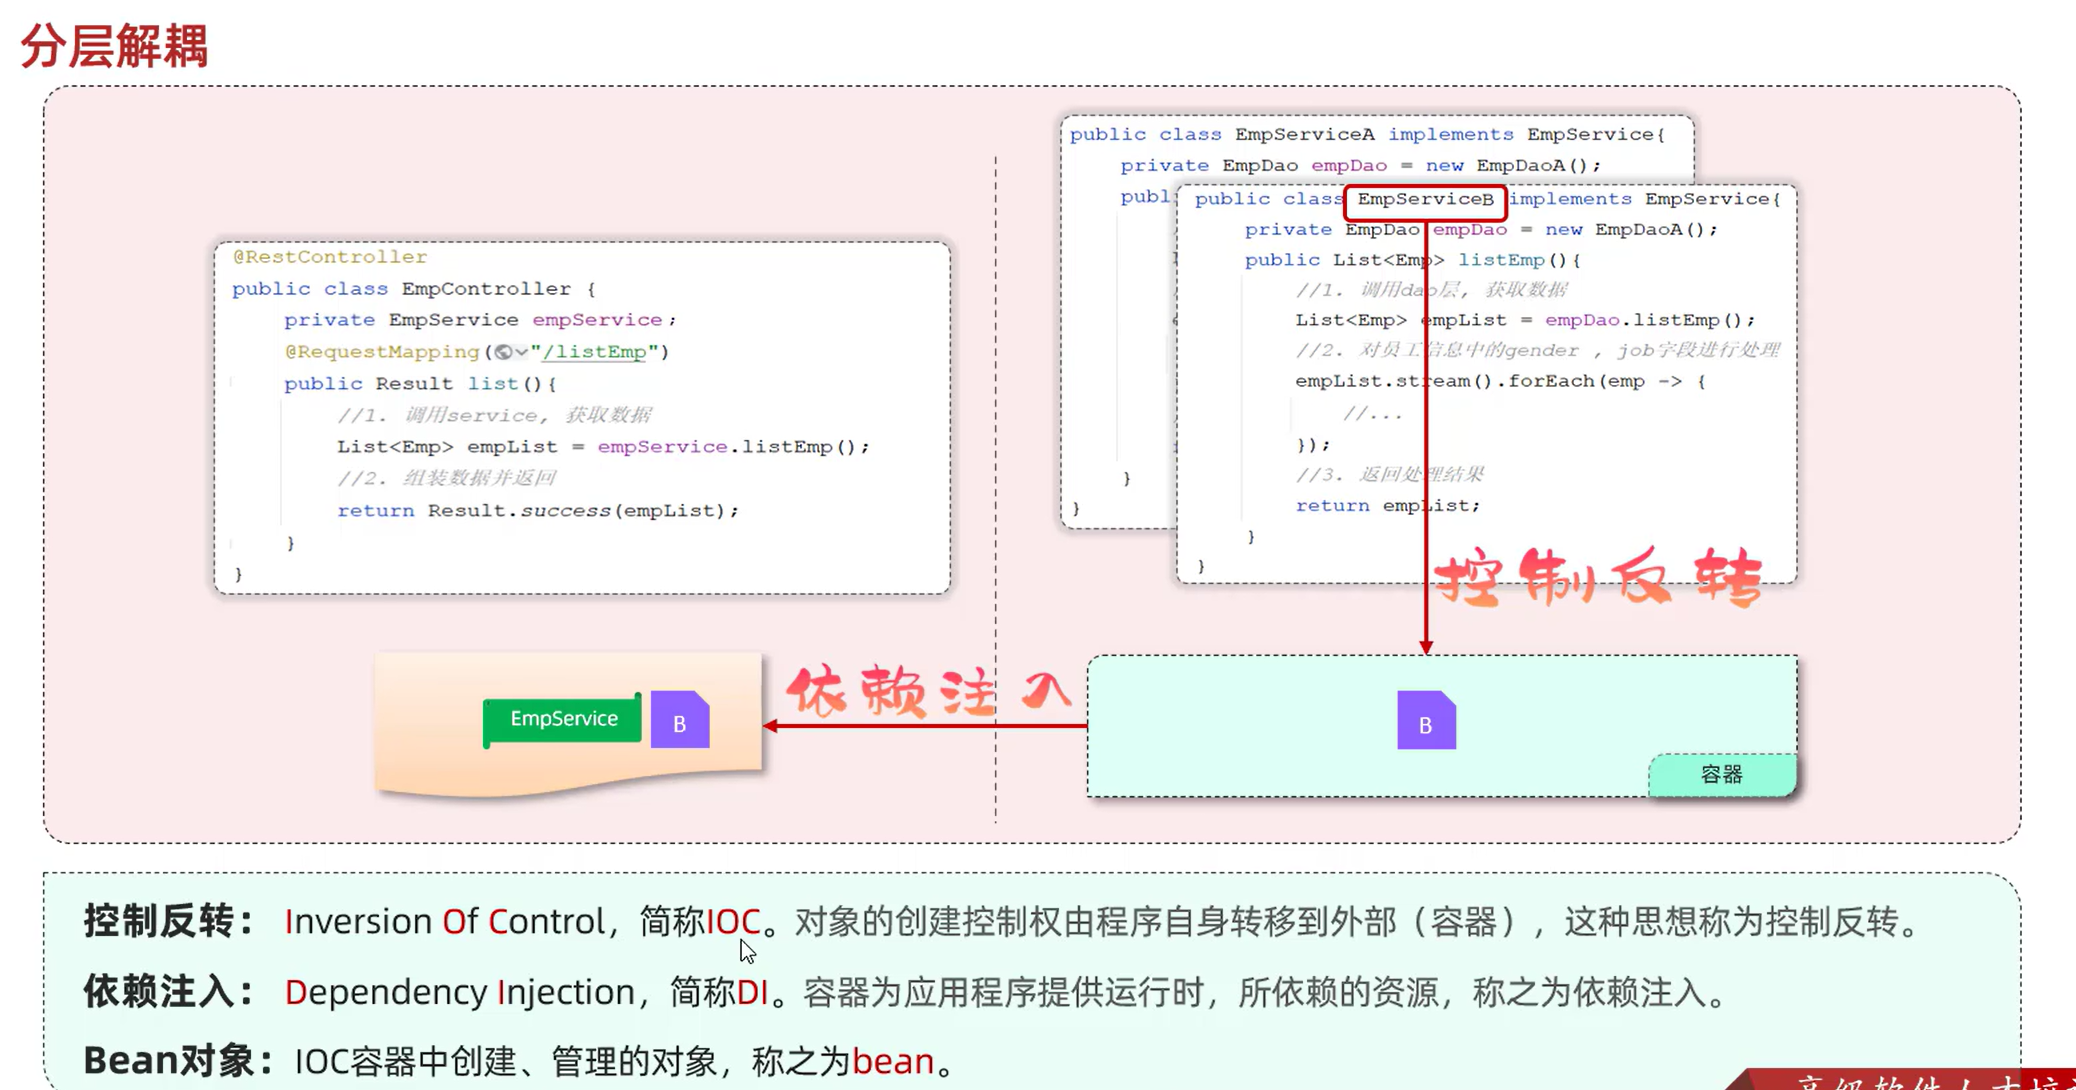 分层解耦
@RestController
public class EmpController {
private EmpService empService;
@RequestMapping("/listEmp")
public Result list(){
//1. 调用service, 获取数据
List<Emp> empList = empService.listEmp();
//2. 组装数据并返回
return Result.success(empList);
}
}
public class EmpServiceA implements EmpService{
private EmpDao empDao = new EmpDaoA();
publ
}
}
public class EmpServiceB implements EmpService{
private EmpDao empDao = new EmpDaoA();
public List<Emp> listEmp(){
//1. 调用dao层, 获取数据
List<Emp> empList = empDao.listEmp();
//2. 对员工信息中的gender , job字段进行处理
empList.stream().forEach(emp -> {
//...
});
//3. 返回处理结果
return empList;
}
}
控制反转
依赖注入
EmpService
B
B
容器
控制反转： Inversion Of Control，简称IOC。对象的创建控制权由程序自身转移到外部（容器），这种思想称为控制反转。
依赖注入： Dependency Injection，简称DI。容器为应用程序提供运行时，所依赖的资源，称之为依赖注入。
Bean对象：IOC容器中创建、管理的对象，称之为bean。
高级软件人才培